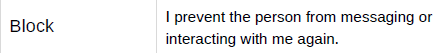 Block
I prevent the person from messaging or
interacting with me again.